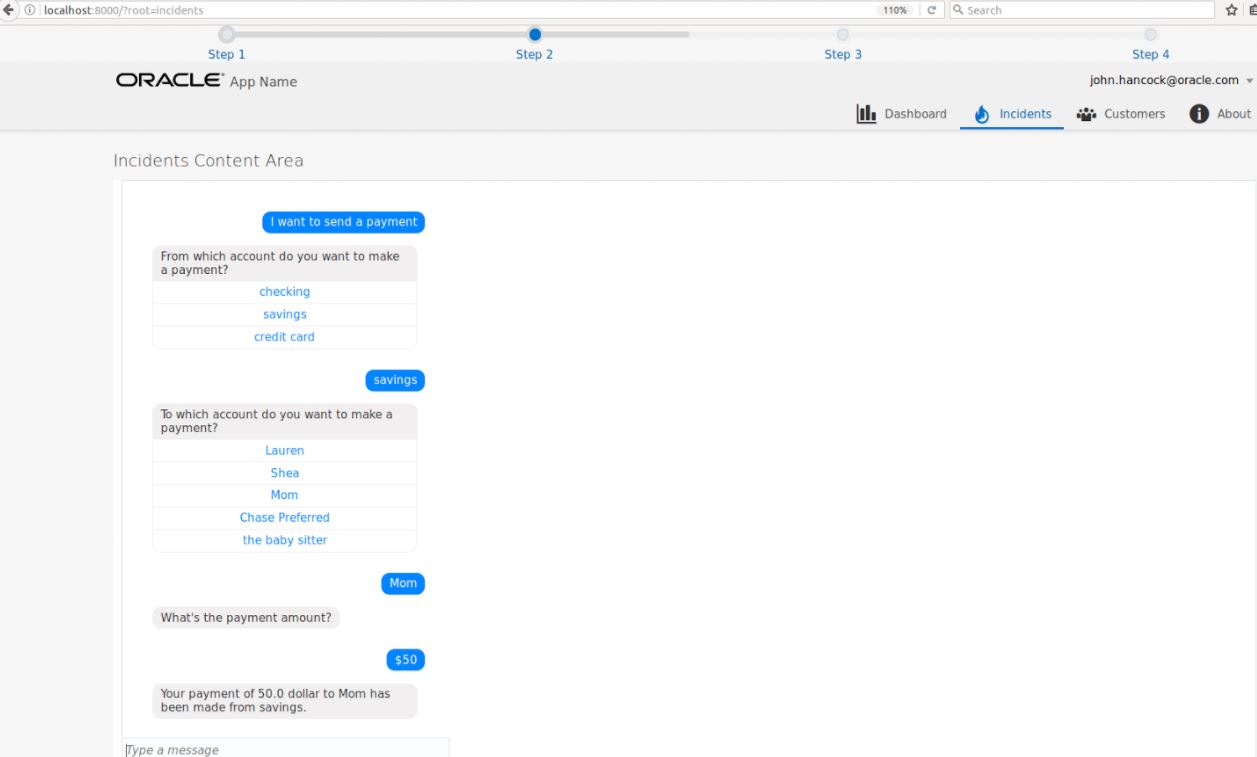 localhost:8000/?root=incidents 110% Search
Step 1 Step 2 Step 3 Step 4
ORACLE App Name
john.hancock@oracle.com
Dashboard Incidents Customers About
Incidents Content Area
I want to send a payment
From which account do you want to make
a payment?
checking
savings
credit card
savings
To which account do you want to make a
payment?
Lauren
Shea
Mom
Chase Preferred
the baby sitter
Mom
What's the payment amount?
$50
Your payment of 50.0 dollar to Mom has
been made from savings.
Type a message